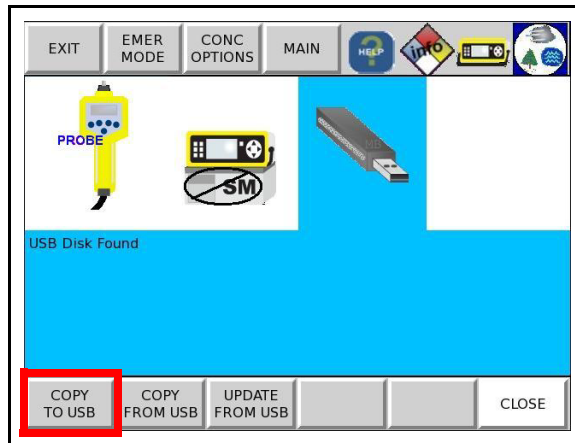 EXIT
EMER
MODE
CONC
OPTIONS
MAIN
HELP
info
PROBE
SM
MB
USB Disk Found
COPY
TO USB
COPY
FROM USB
UPDATE
FROM USB
CLOSE